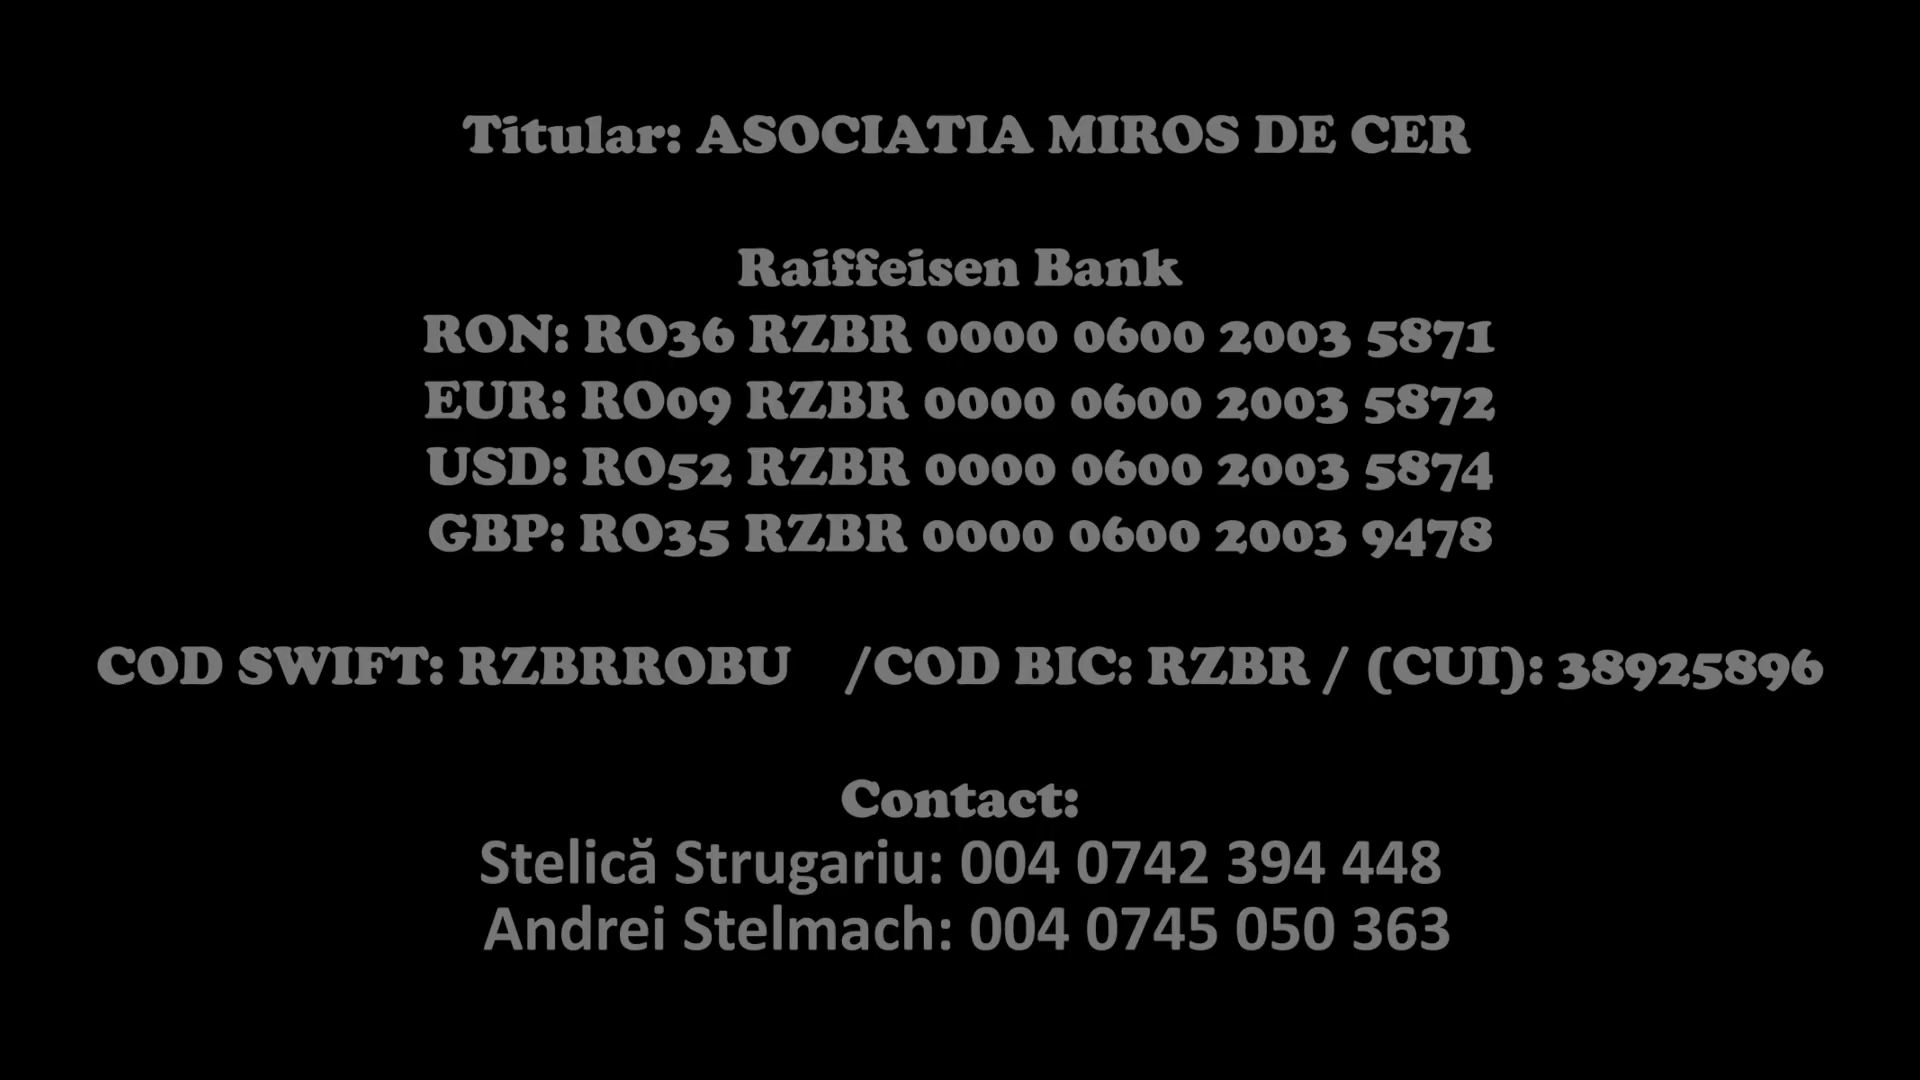 Titular: ASOCIATIA MIROS DE CER
Raiffeisen Bank
RON: RO36 RZBR 0000 0600 2003 5871
EUR: RO09 RZBR 0000 0600 2003 5872
USD: RO52 RZBR 0000 0600 2003 5874
GBP: RO35 RZBR 0000 0600 2003 9478
COD SWIFT: RZBRROBU /COD BIC: RZBR / (CUI): 38925896
Contact:
Stelică Strugariu: 004 0742 394 448
Andrei Stelmach: 004 0745 050 363